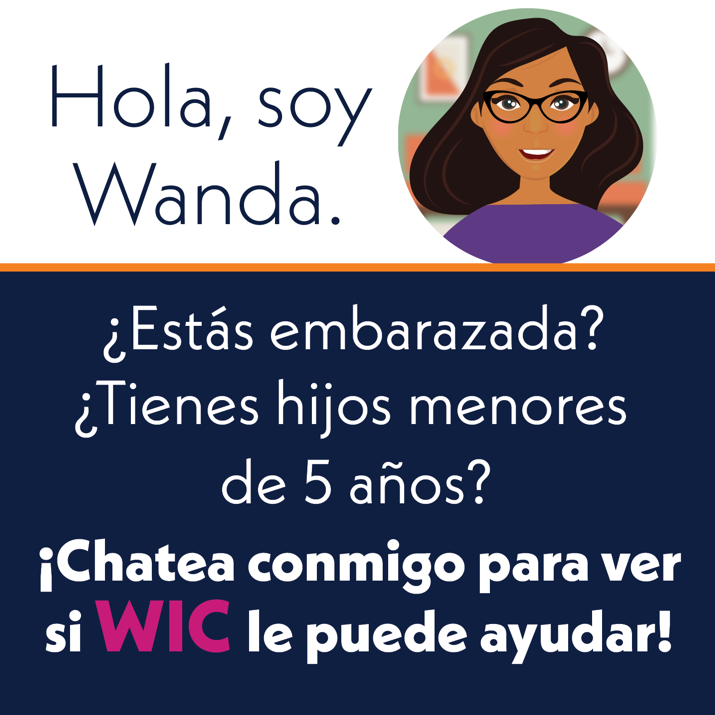 Hola, soy
Wanda.
¿Estás embarazada?
¿Tienes hijos menores
de 5 años?
¡Chatea conmigo para ver
si WIC le puede ayudar!